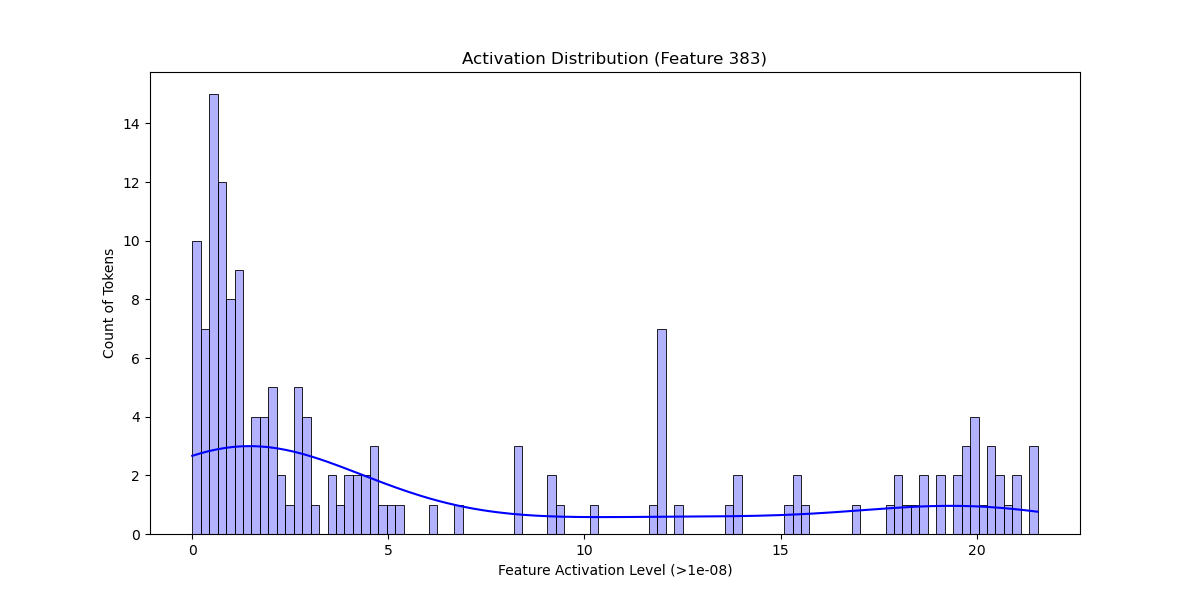 Activation Distribution (Feature 383)
Count of Tokens
14
12
10
8
6
4
2
0
0 5 10 15 20
Feature Activation Level (>1e-08)